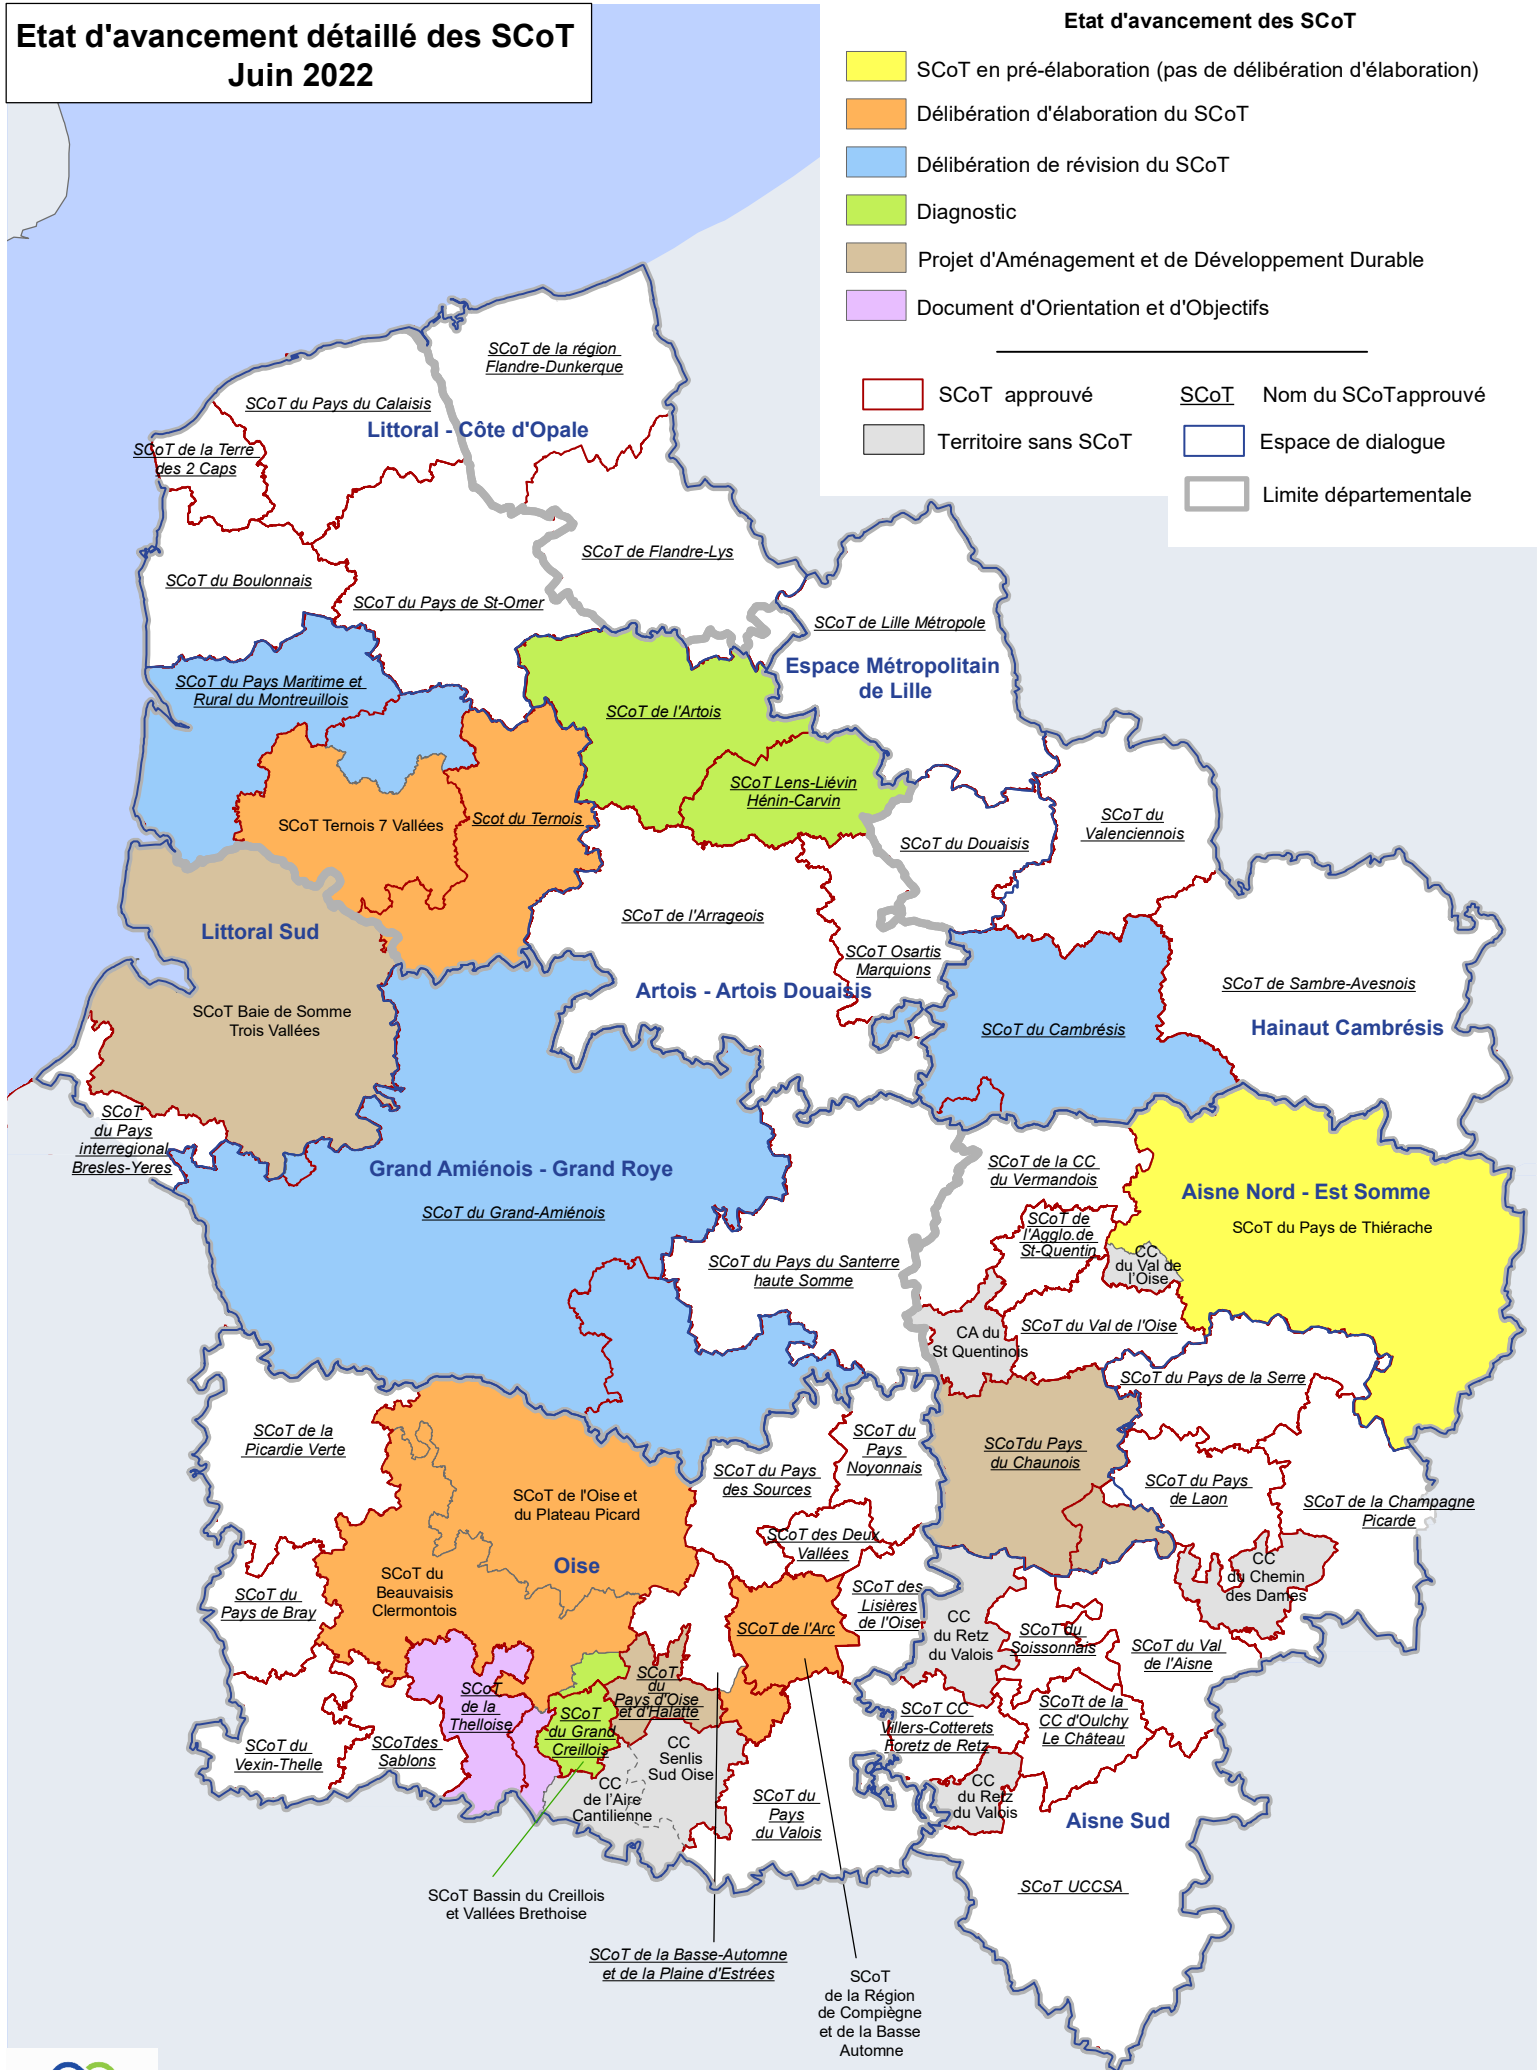 Etat d'avancement détaillé des SCoT
Juin 2022
Etat d'avancement des SCoT
SCoT en pré-élaboration (pas de délibération d'élaboration)
Délibération d'élaboration du SCoT
Délibération de révision du SCoT
Diagnostic
Projet d'Aménagement et de Développement Durable
Document d'Orientation et d'Objectifs
SCoT approuvé
SCoT
Nom du SCoTapprouvé
Territoire sans SCoT
Espace de dialogue
Limite départementale
SCoT de la région
Flandre-Dunkerque
SCoT du Pays du Calaisis
Littoral - Côte d'Opale
SCoT de la Terre
des 2 Caps
SCoT de Flandre-Lys
SCoT du Boulonnais
SCoT du Pays de St-Omer
SCoT de Lille Métropole
Espace Métropolitain
de Lille
SCoT du Pays Maritime et
Rural du Montreuillois
SCoT de l'Artois
SCoT Lens-Liévin
Hénin-Carvin
SCoT Ternois 7 Vallées
Scot du Ternois
SCoT du Douaisis
SCoT du
Valenciennois
SCoT de l'Arrageois
Littoral Sud
SCoT Osartis
Marquions
Artois - Artois Douaisis
SCoT de Sambre-Avesnois
Hainaut Cambrésis
SCoT Baie de Somme
Trois Vallées
SCoT du Cambrésis
SCoT
du Pays
interregional
Bresles-Yeres
Grand Amiénois - Grand Roye
SCoT du Grand-Amiénois
SCoT de la CC
du Vermandois
Aisne Nord - Est Somme
SCoT du Pays de Thiérache
SCoT de
l'Agglo.de
St-Quentin
CC
du Val de
l'Oise
SCoT du Pays du Santerre
haute Somme
CA du
St Quentinois
SCoT du Val de l'Oise
SCoT du Pays de la Serre
SCoT de la
Picardie Verte
SCoT du
Pays
Noyonnais
SCoTdu Pays
du Chaunois
SCoT du Pays
des Sources
SCoT du Pays
de Laon
SCoT de la Champagne
Picarde
SCoT de l'Oise et
du Plateau Picard
SCoT des Deux
Vallées
Oise
SCoT du
Beauvaisis
Clermontois
SCoT du
Pays de Bray
SCoT des
Lisières
de l'Oise
CC
du Chemin
des Dames
SCoT de l'Arc
CC
du Retz
du Valois
SCoT du
Soissonnais
SCoT du Val
de l'Aisne
SCoT
de la
Thelloise
SCoT
du
Pays d'Oise
et d'Halatte
SCoT
du Grand
Creillois
SCoT CC
Villers-Cotterets
Foretz de Retz
SCoTt de la
CC d'Oulchy
Le Château
SCoT du
Vexin-Thelle
SCoTdes
Sablons
CC
Senlis
Sud Oise
CC
de l'Aire
Cantilienne
SCoT du
Pays
du Valois
CC
du Retz
du Valois
Aisne Sud
SCoT UCCSA
SCoT Bassin du Creillois
et Vallées Brethoise
SCoT de la Basse-Automne
et de la Plaine d'Estrées
SCoT
de la Région
de Compiègne
et de la Basse
Automne